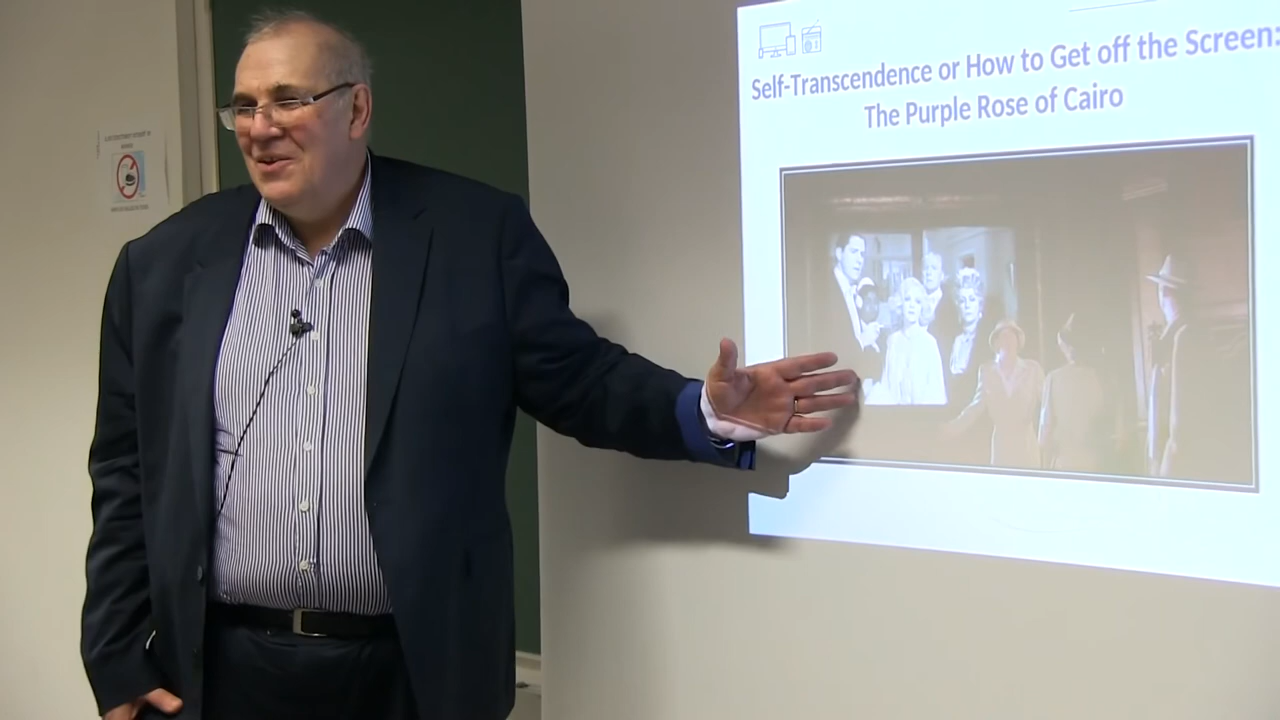 Self-Transcendence or How to Get off the Screen:
The Purple Rose of Cairo